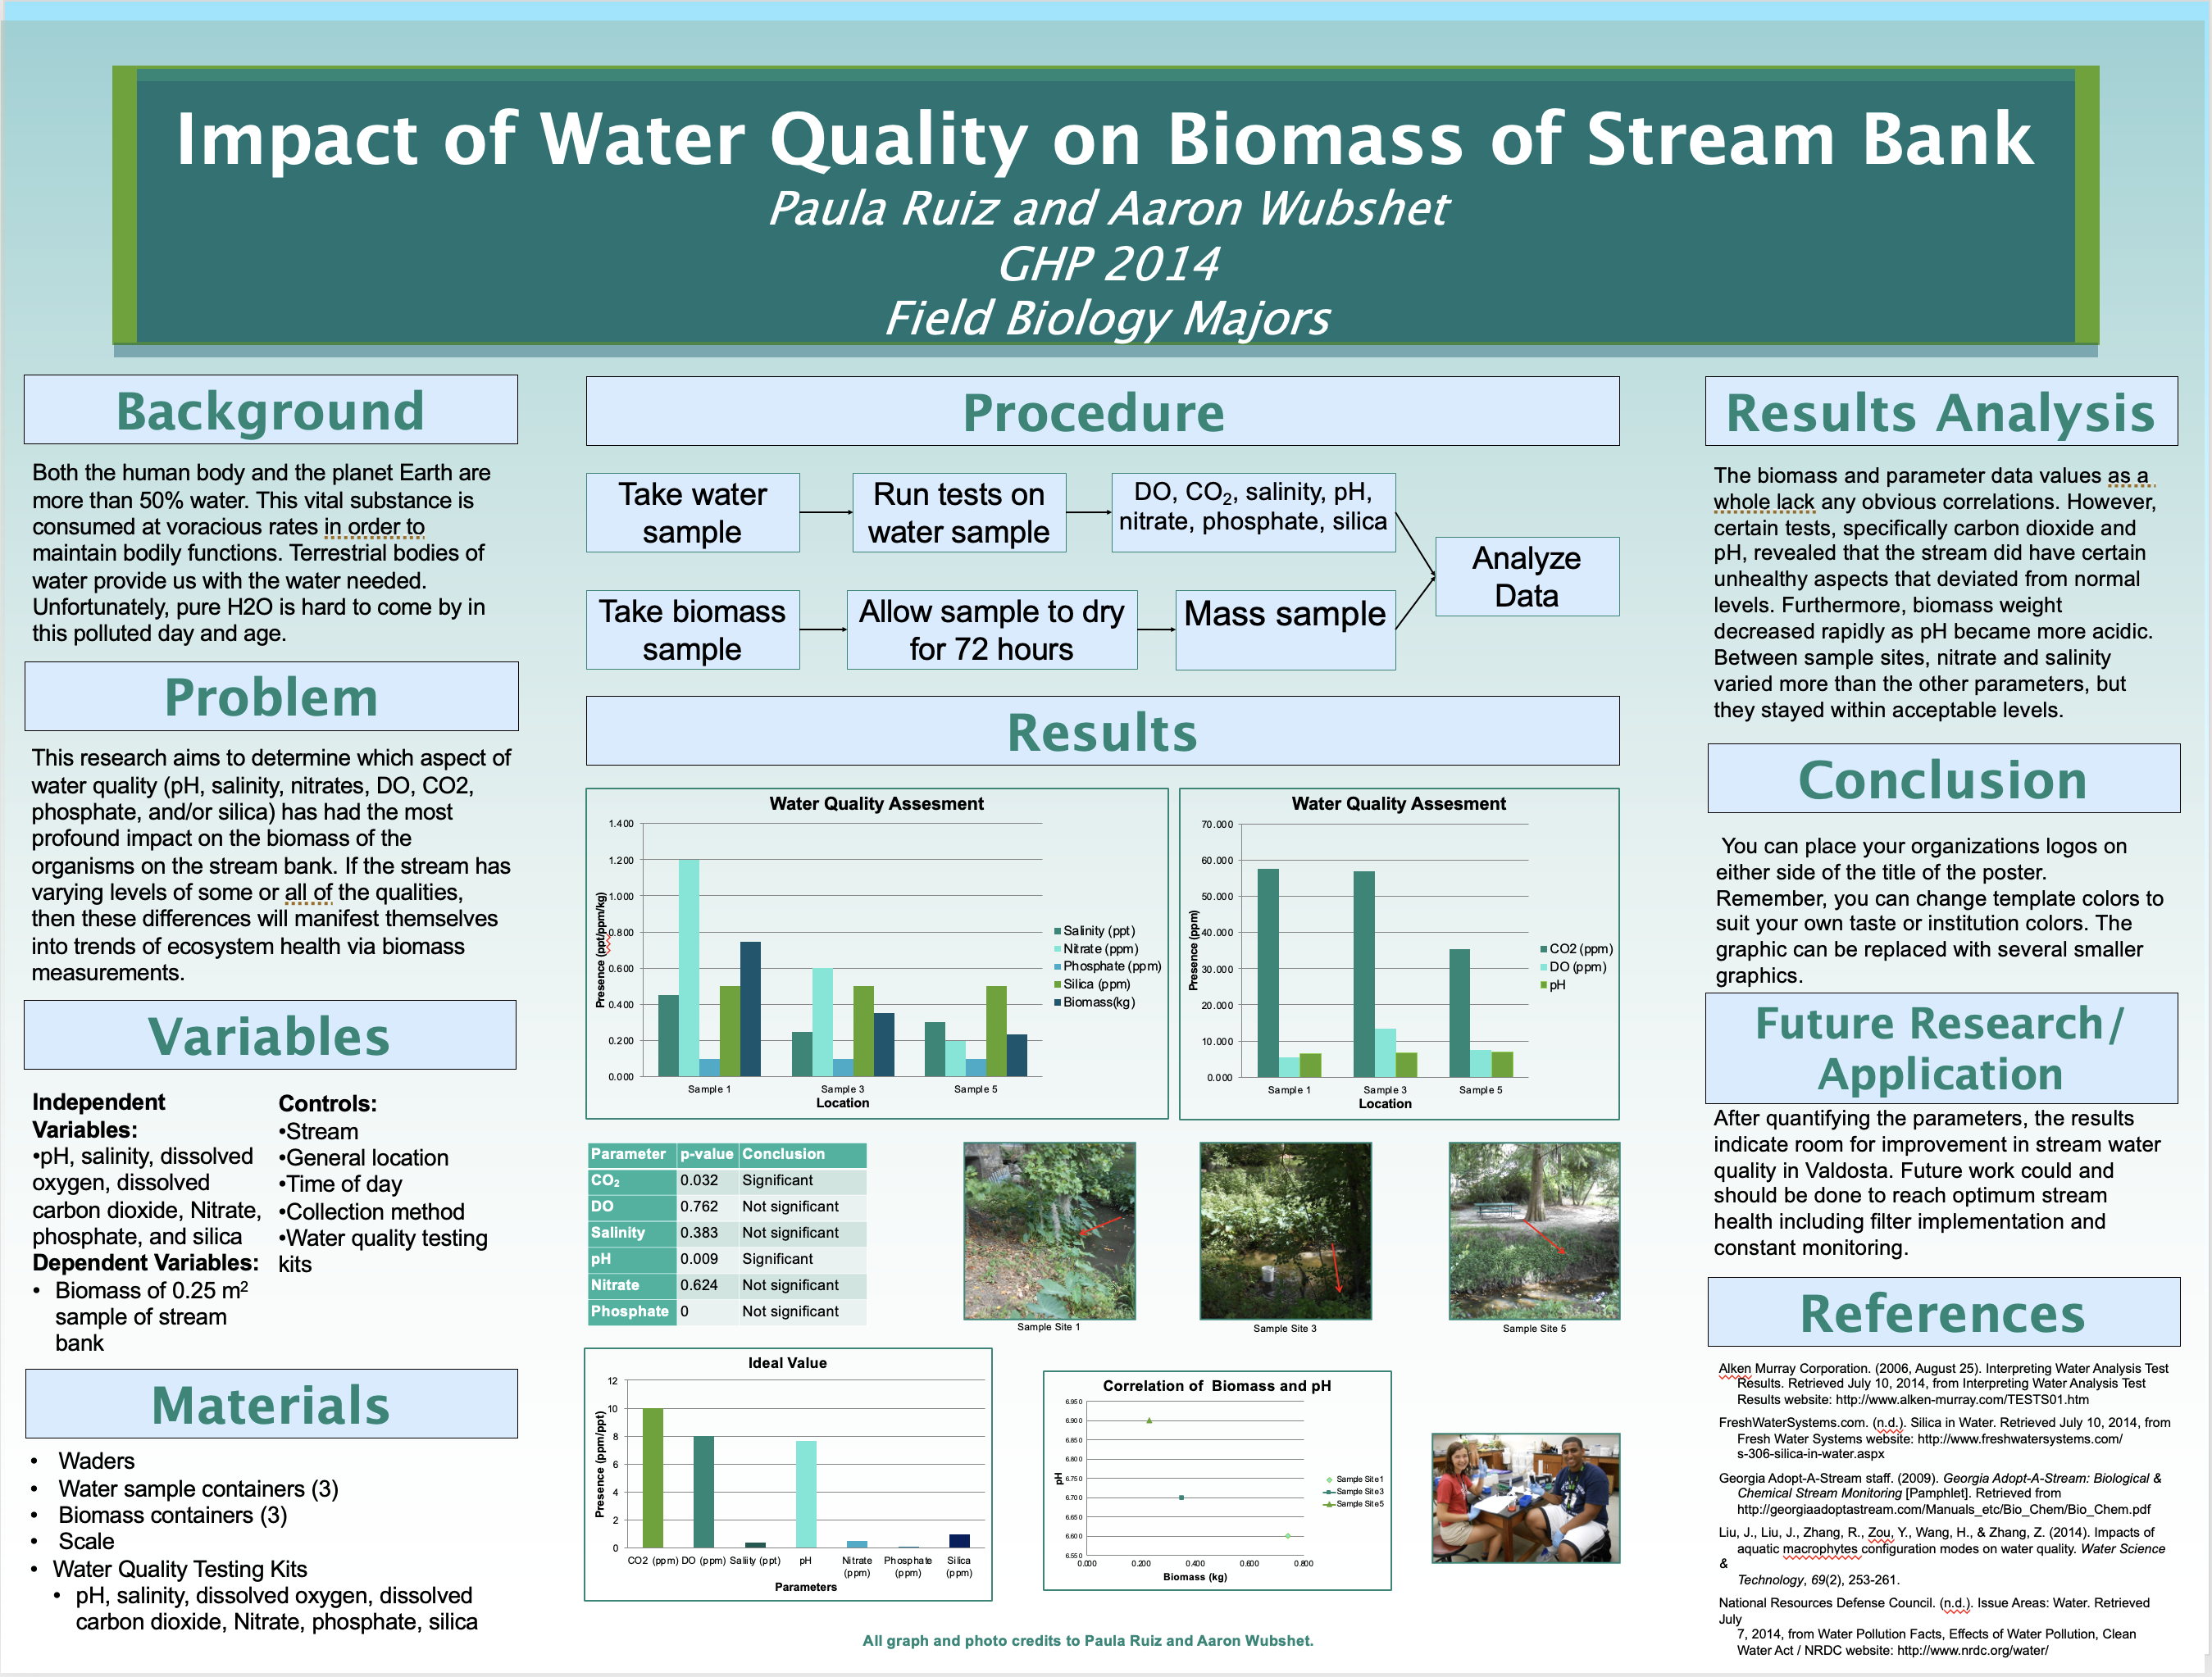 Impact of Water Quality on Biomass of Stream Bank
Paula Ruiz and Aaron Wubshet
GHP 2014
Field Biology Majors
Background
Both the human body and the planet Earth are
more than 50% water. This vital substance is
consumed at voracious rates in order to
maintain bodily functions. Terrestrial bodies of
water provide us with the water needed.
Unfortunately, pure H2O is hard to come by in
this polluted day and age.
Problem
This research aims to determine which aspect of
water quality (pH, salinity, nitrates, DO, CO2,
phosphate, and/or silica) has had the most
profound impact on the biomass of the
organisms on the stream bank. If the stream has
varying levels of some or all of the qualities,
then these differences will manifest themselves
into trends of ecosystem health via biomass
measurements.
Variables
Independent
Variables:
•pH, salinity, dissolved
oxygen, dissolved
carbon dioxide, Nitrate,
phosphate, and silica
Dependent Variables:
• Biomass of 0.25 m²
sample of stream
bank
Controls:
•Stream
•General location
•Time of day
•Collection method
•Water quality testing
kits
Materials
• Waders
• Water sample containers (3)
• Biomass containers (3)
• Scale
• Water Quality Testing Kits
• pH, salinity, dissolved oxygen, dissolved
carbon dioxide, Nitrate, phosphate, silica
Procedure
Take water
sample
Run tests on
water sample
DO, CO₂, salinity, pH,
nitrate, phosphate, silica
Take biomass
sample
Allow sample to dry
for 72 hours
Mass sample
Analyze
Data
Results
Water Quality Assesment
1.400
1.200
1.000
0.800
0.600
0.400
0.200
0.000
Presence (ppt/ppm/kg)
Sample 1
Sample 3
Sample 5
Location
Salinity (ppt)
Nitrate (ppm)
Phosphate (ppm)
Silica (ppm)
Biomass(kg)
Water Quality Assesment
70.000
60.000
50.000
40.000
30.000
20.000
10.000
0.000
Presence (ppm)
Sample 1
Sample 3
Sample 5
Location
CO2 (ppm)
DO (ppm)
pH
Parameter p-value Conclusion
CO₂ 0.032 Significant
DO 0.762 Not significant
Salinity 0.383 Not significant
pH 0.009 Significant
Nitrate 0.624 Not significant
Phosphate 0 Not significant
Sample Site 1
Sample Site 3
Sample Site 5
Ideal Value
12
10
8
6
4
2
0
Presence (ppm/ppt)
CO2 (ppm) DO (ppm) Saliity (ppt) pH Nitrate (ppm) Phosphate (ppm) Silica (ppm)
Parameters
Correlation of Biomass and pH
6.950
6.900
6.850
6.800
6.750
6.700
6.650
6.600
6.550
pH
0.000 0.200 0.400 0.600 0.800
Biomass (kg)
Sample Site1
Sample Site3
Sample Site5
All graph and photo credits to Paula Ruiz and Aaron Wubshet.
Results Analysis
The biomass and parameter data values as a
whole lack any obvious correlations. However,
certain tests, specifically carbon dioxide and
pH, revealed that the stream did have certain
unhealthy aspects that deviated from normal
levels. Furthermore, biomass weight
decreased rapidly as pH became more acidic.
Between sample sites, nitrate and salinity
varied more than the other parameters, but
they stayed within acceptable levels.
Conclusion
You can place your organizations logos on
either side of the title of the poster.
Remember, you can change template colors to
suit your own taste or institution colors. The
graphic can be replaced with several smaller
graphics.
Future Research/
Application
After quantifying the parameters, the results
indicate room for improvement in stream water
quality in Valdosta. Future work could and
should be done to reach optimum stream
health including filter implementation and
constant monitoring.
References
Alken Murray Corporation. (2006, August 25). Interpreting Water Analysis Test
Results. Retrieved July 10, 2014, from Interpreting Water Analysis Test
Results website: http://www.alken-murray.com/TESTS01.htm
FreshWaterSystems.com. (n.d.). Silica in Water. Retrieved July 10, 2014, from
Fresh Water Systems website: http://www.freshwatersystems.com/
s-306-silica-in-water.aspx
Georgia Adopt-A-Stream staff. (2009). Georgia Adopt-A-Stream: Biological &
Chemical Stream Monitoring [Pamphlet]. Retrieved from
http://georgiaadoptastream.com/Manuals_etc/Bio_Chem/Bio_Chem.pdf
Liu, J., Liu, J., Zhang, R., Zou, Y., Wang, H., & Zhang, Z. (2014). Impacts of
aquatic macrophytes configuration modes on water quality. Water Science
&
Technology, 69(2), 253-261.
National Resources Defense Council. (n.d.). Issue Areas: Water. Retrieved
July
7, 2014, from Water Pollution Facts, Effects of Water Pollution, Clean
Water Act / NRDC website: http://www.nrdc.org/water/